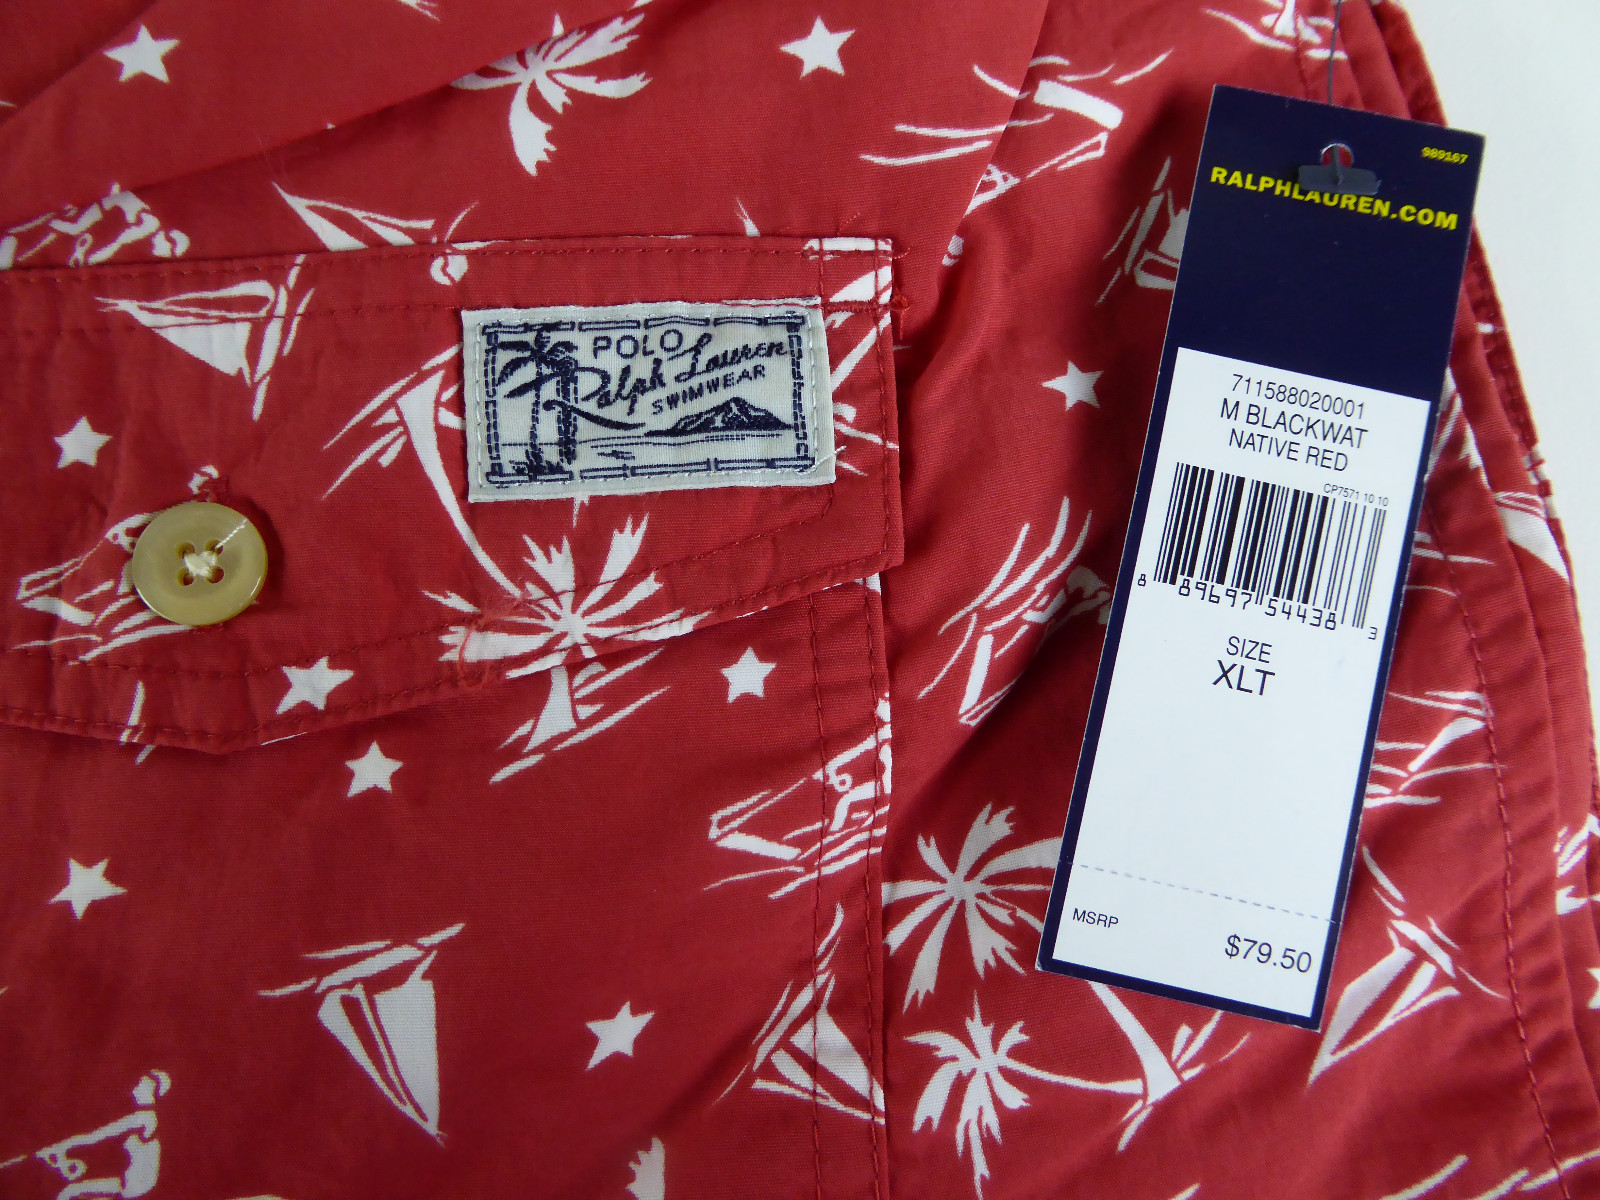 POLO
Ralph Lauren
SWIMWEAR
989167
RALPHLAUREN.COM
711588020001
M BLACKWAT
NATIVE RED
CP7571 10 10
8 89697 54438 3
SIZE
XLT
MSRP
$79.50